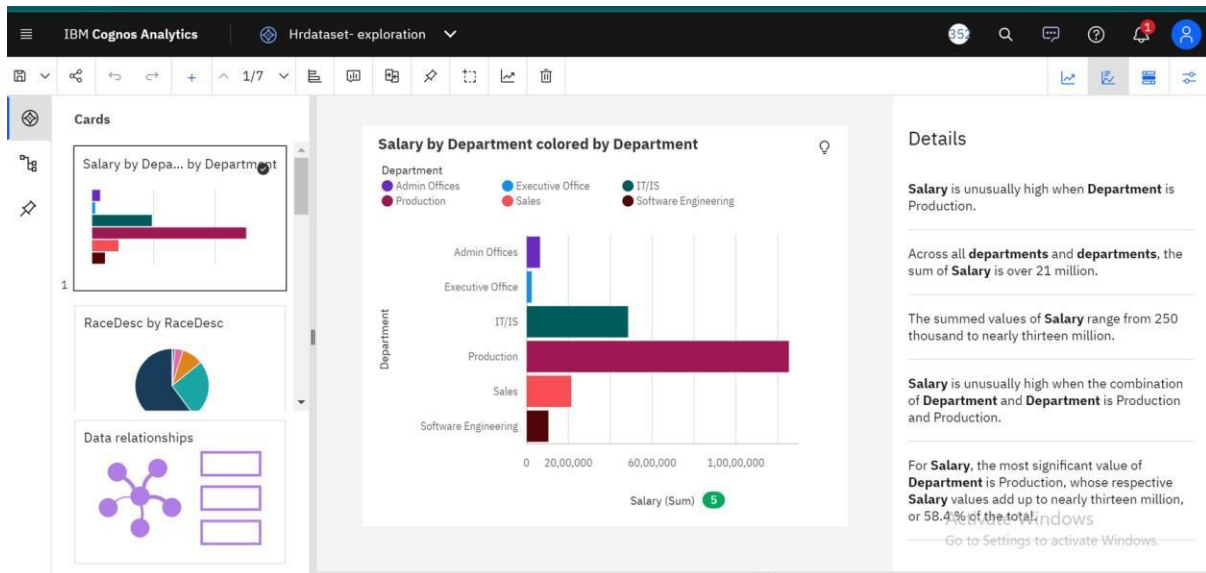 IBM Cognos Analytics
Hrdataset- exploration
1
1/7
Cards
Salary by Depa... by Department
1
RaceDesc by RaceDesc
Data relationships
Salary by Department colored by Department
Department
Admin Offices Executive Office IT/IS
Production Sales Software Engineering
Department
Admin Offices
Executive Office
IT/IS
Production
Sales
Software Engineering
0 20,00,000 60,00,000 1,00,00,000
Salary (Sum) 5
Details
Salary is unusually high when Department is
Production.
Across all departments and departments, the
sum of Salary is over 21 million.
The summed values of Salary range from 250
thousand to nearly thirteen million.
Salary is unusually high when the combination
of Department and Department is Production
and Production.
For Salary, the most significant value of
Department is Production, whose respective
Salary values add up to nearly thirteen million,
or 58.4 % of the total.
Activate Windows
Go to Settings to activate Windows.